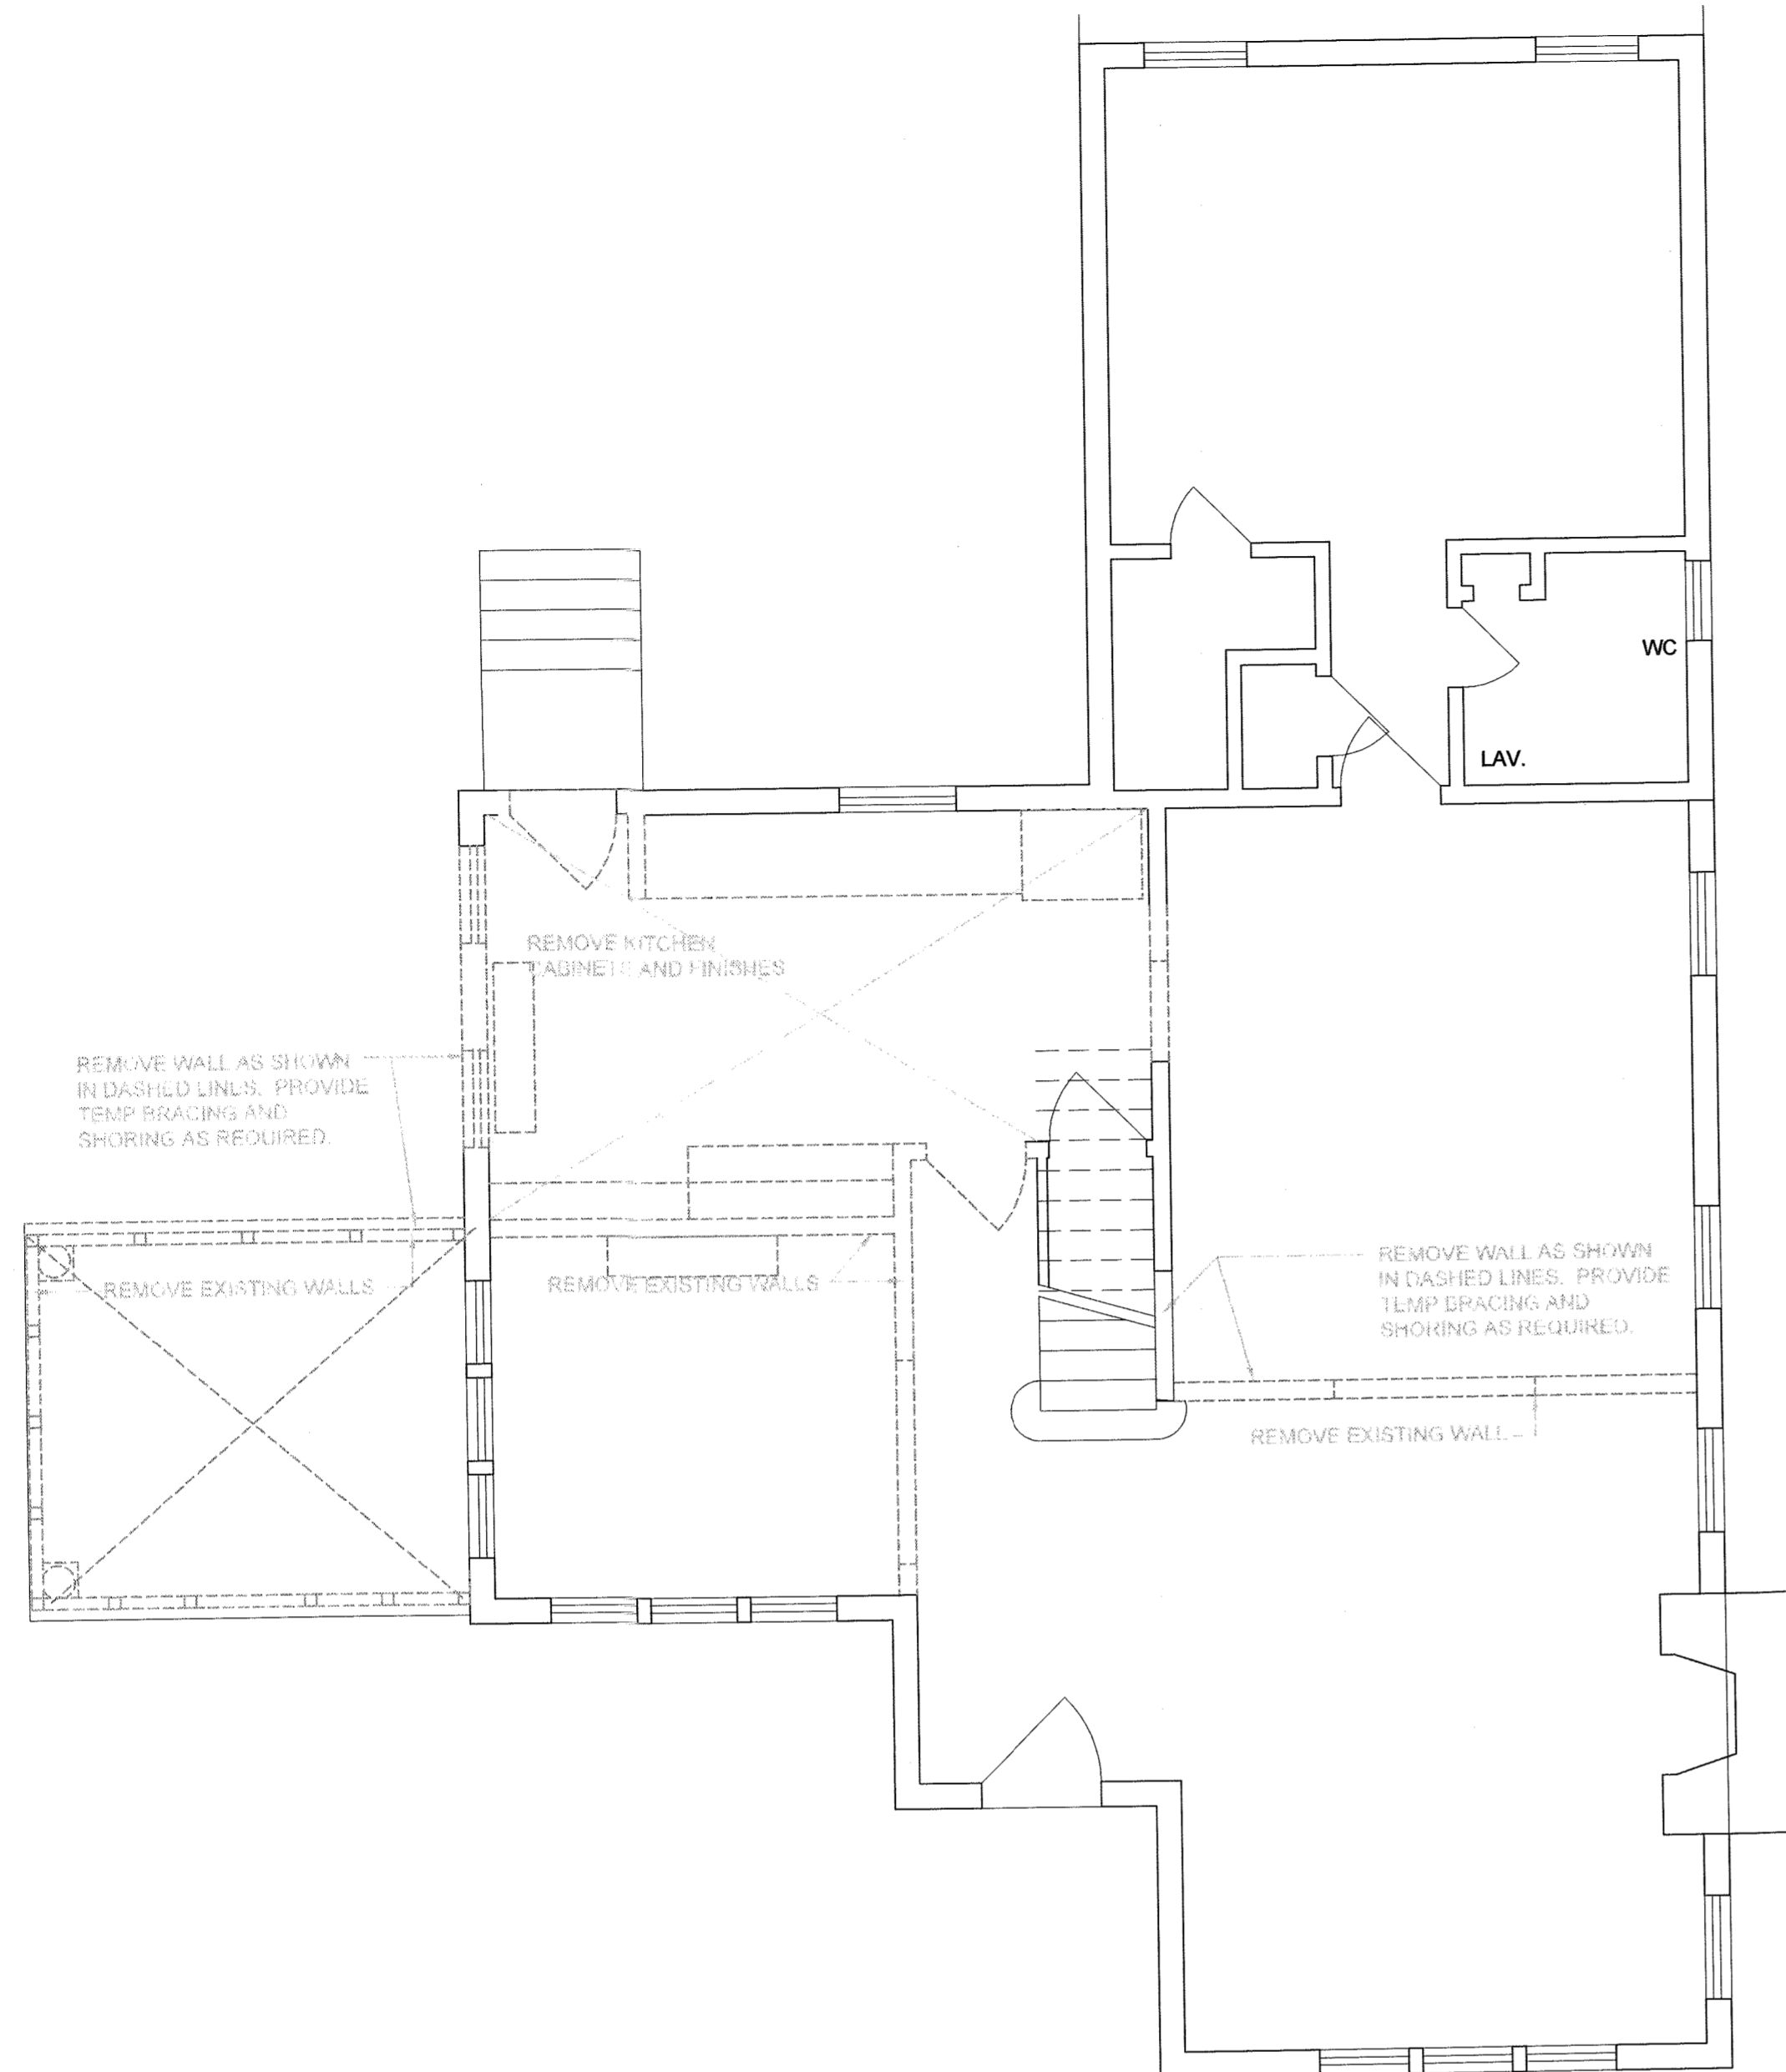 WC
LAV.
REMOVE KITCHEN
CABINETS AND FINISHES
REMOVE WALL AS SHOWN
IN DASHED LINES. PROVIDE
TEMP BRACING AND
SHORING AS REQUIRED.
REMOVE EXISTING WALLS
REMOVE EXISTING WALLS
REMOVE WALL AS SHOWN
IN DASHED LINES. PROVIDE
TEMP BRACING AND
SHORING AS REQUIRED.
REMOVE EXISTING WALL